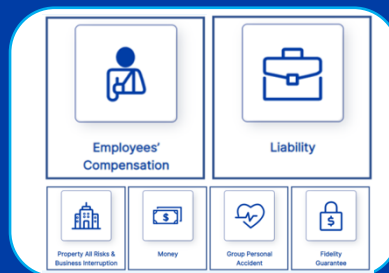 Employees'
Compensation
Liability
Property All Risks &
Business Interruption
Money
$
Group Personal
Accident
$
Fidelity
Guarantee